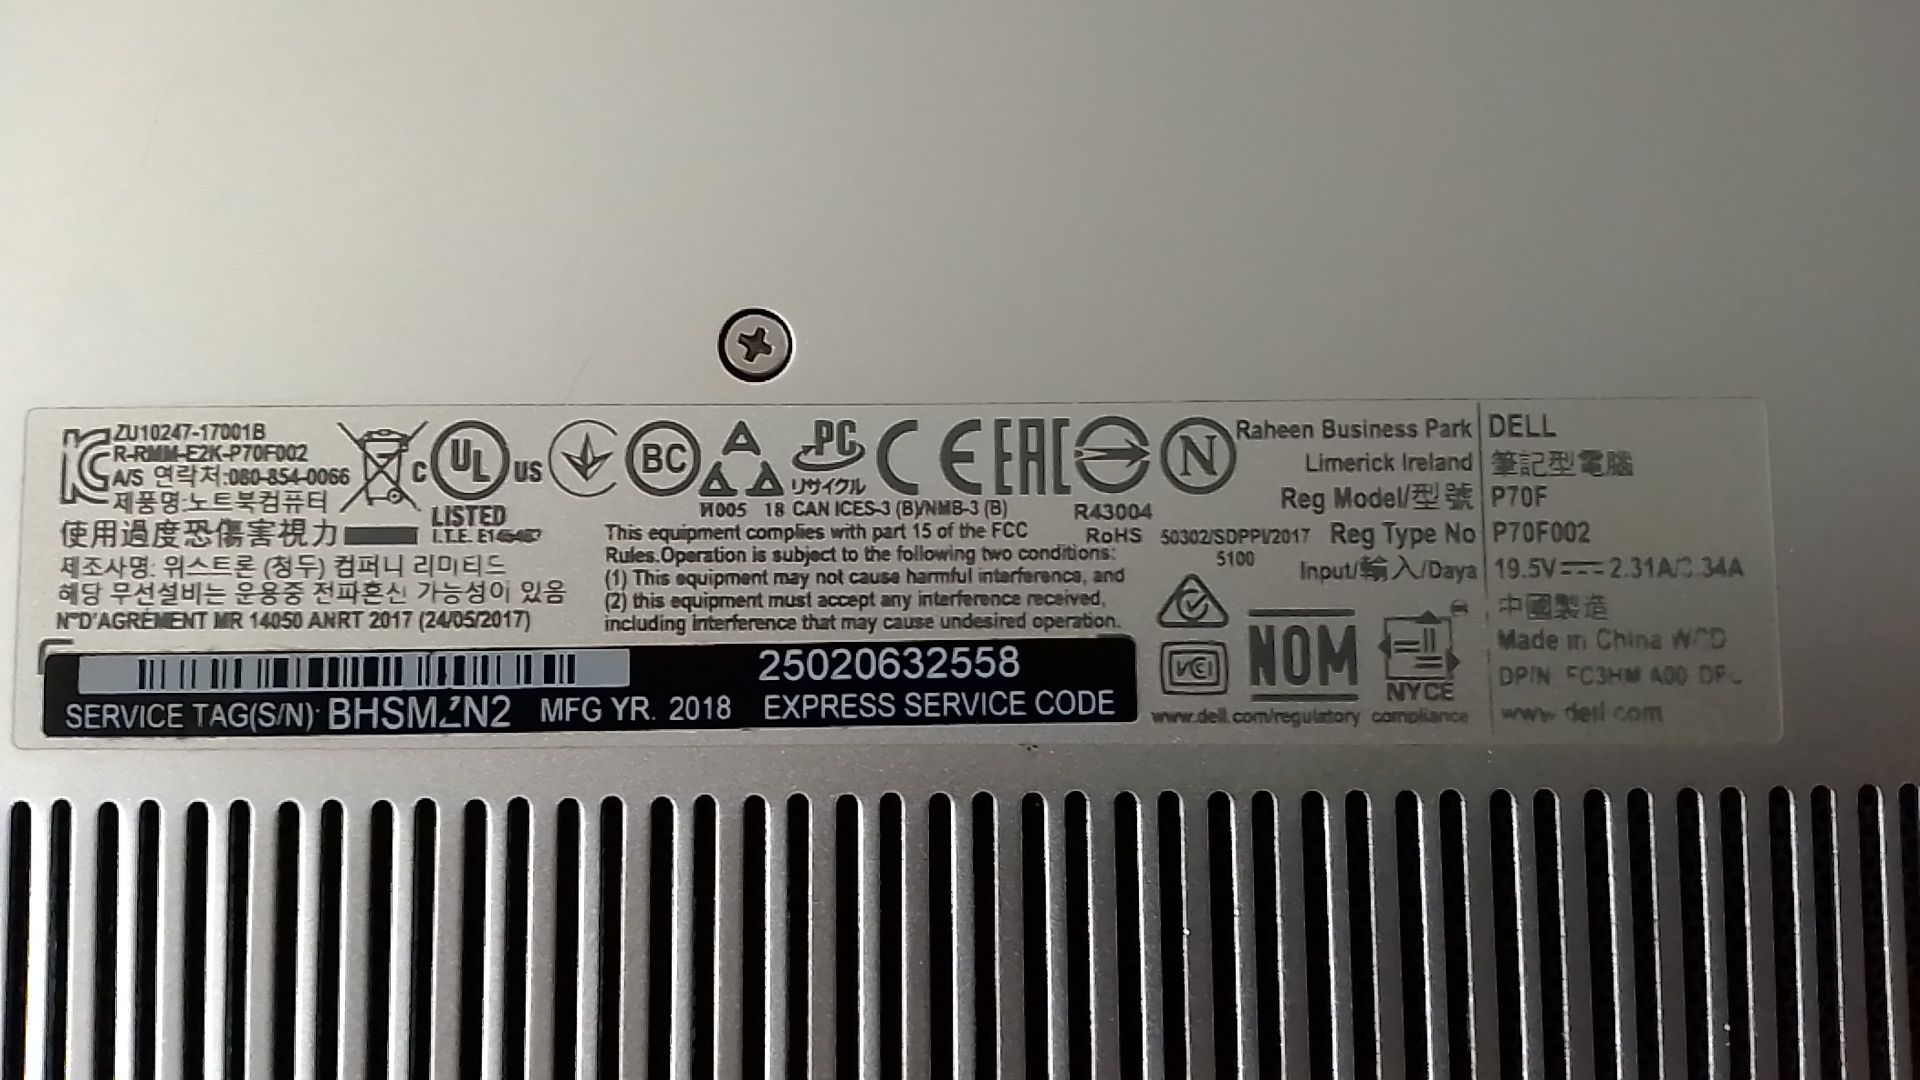 ZU10247-17001B
R-RMM-E2K-P70F002
A/S 연락처:080-854-0066
제품명:노트북컴퓨터
使用過度恐傷害視力
제조사명: 위스트론 (청두) 컴퍼니 리미티드
해당 무선설비는 운용중 전파혼신 가능성이 있음
N°D'AGRÉMENT MR 14050 ANRT 2017 (24/05/2017)
C UL US
LISTED
I.T.E.
BC
PC
リサイクル
CE EAC N
18 CAN ICES-3 (B)/NMB-3 (B)
This equipment complies with part 15 of the FCC
Rules.Operation is subject to the following two conditions:
(1) This equipment may not cause harmful interference, and
(2) this equipment must accept any interference received,
including interference that may cause undesired operation.
R43004
RoHS
50302/SDPPI/2017
5100
Raheen Business Park
Limerick Ireland
Reg Model/型號 P70F
Reg Type No P70F002
Input/輸入/Daya 19.5V⎓2.31A/3.34A
DELL
筆記型電腦
中國製造
Made in China
DP/N A00
www.dell.com
VCI
NOM
NYCE
www.dell.com/regulatory_compliance
SERVICE TAG(S/N): BHSMZN2 MFG YR. 2018
25020632558
EXPRESS SERVICE CODE